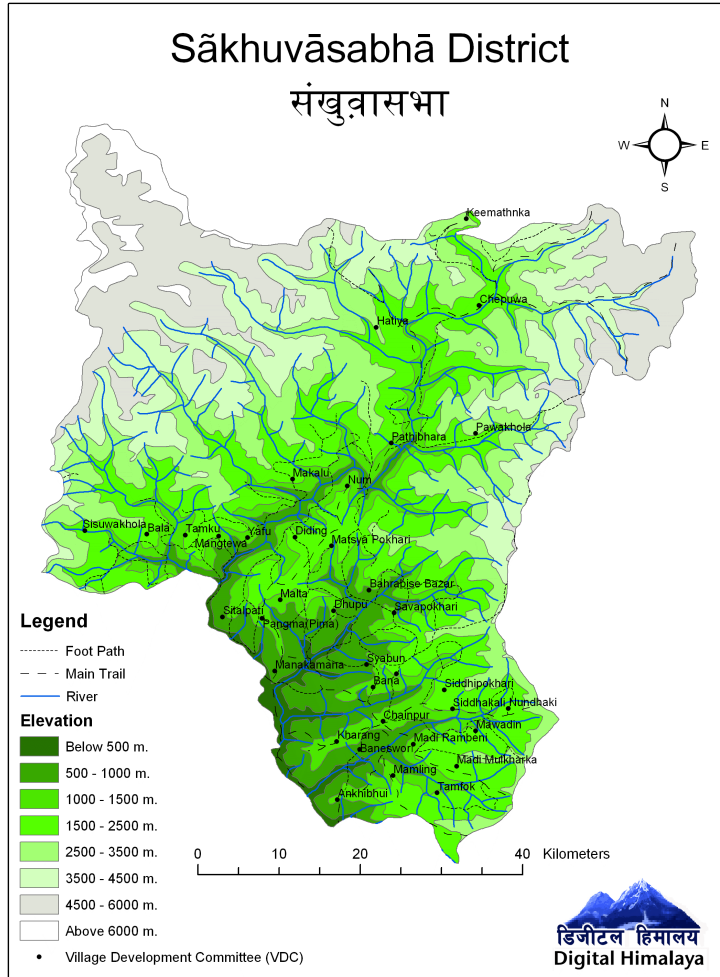 Sãkhuvāsabhā District
संखुव़ासभा
N
W E
S
Keemathnka
Chepuwa
Hatiya
Pawakhola
Pathibhara
Makalu
Num
Sisuwakhola
Bala
Tamku
Mangtewa
Yafu
Diding
Matsya Pokhari
Bahrabise Bazar
Malta
Dhupu
Savapokhari
Sitalpati
Pangma(Pima)
Syabun
Manakamana
Bana
Siddhipokhari
Siddhakali
Nundhaki
Chainpur
Mawadin
Kharang
Madi Rambeni
Baneswori
Madi Mulkharka
Mamling
Tamfok
Ankhibhui
Legend
Foot Path
Main Trail
River
Elevation
Below 500 m.
500 - 1000 m.
1000 - 1500 m.
1500 - 2500 m.
2500 - 3500 m.
3500 - 4500 m.
4500 - 6000 m.
Above 6000 m.
Village Development Committee (VDC)
0 10 20 40 Kilometers
डिजीटल हिमालय
Digital Himalaya